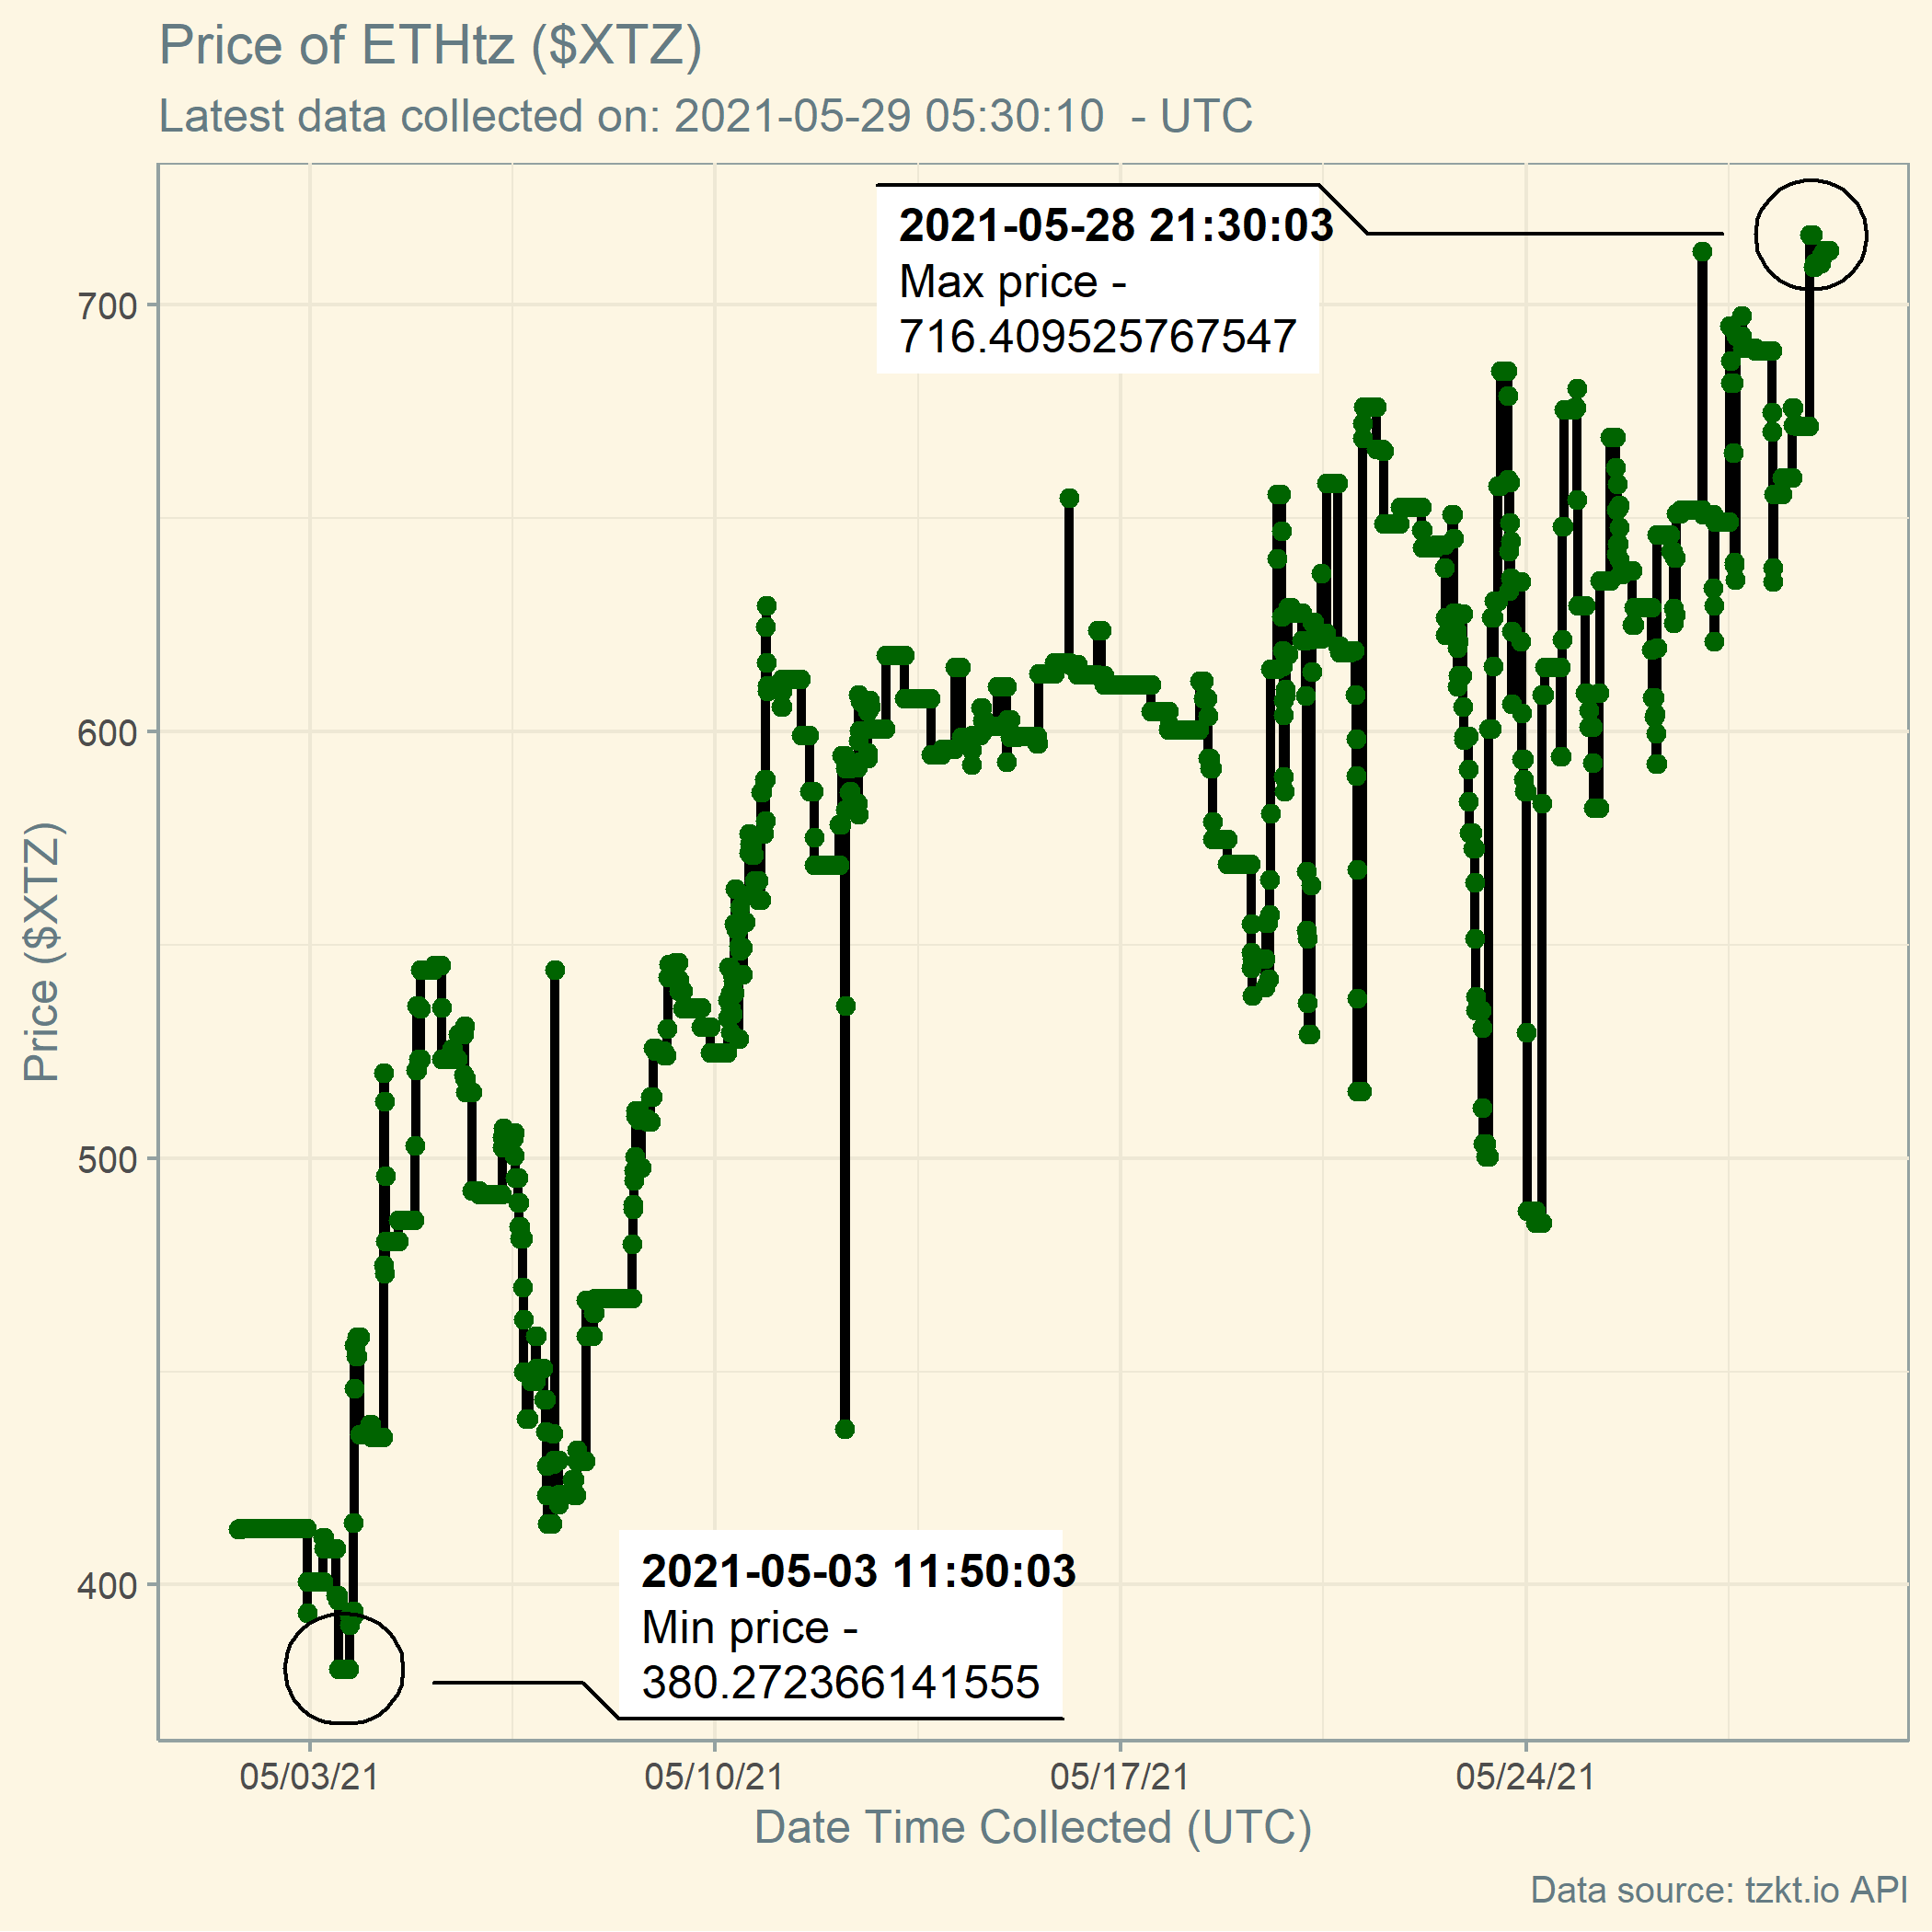 Price of ETHtz ($XTZ)
Latest data collected on: 2021-05-29 05:30:10  - UTC
2021-05-28 21:30:03
Max price -
716.409525767547
700
600
500
400
Price ($XTZ)
2021-05-03 11:50:03
Min price -
380.272366141555
05/03/21
05/10/21
05/17/21
05/24/21
Date Time Collected (UTC)
Data source: tzkt.io API